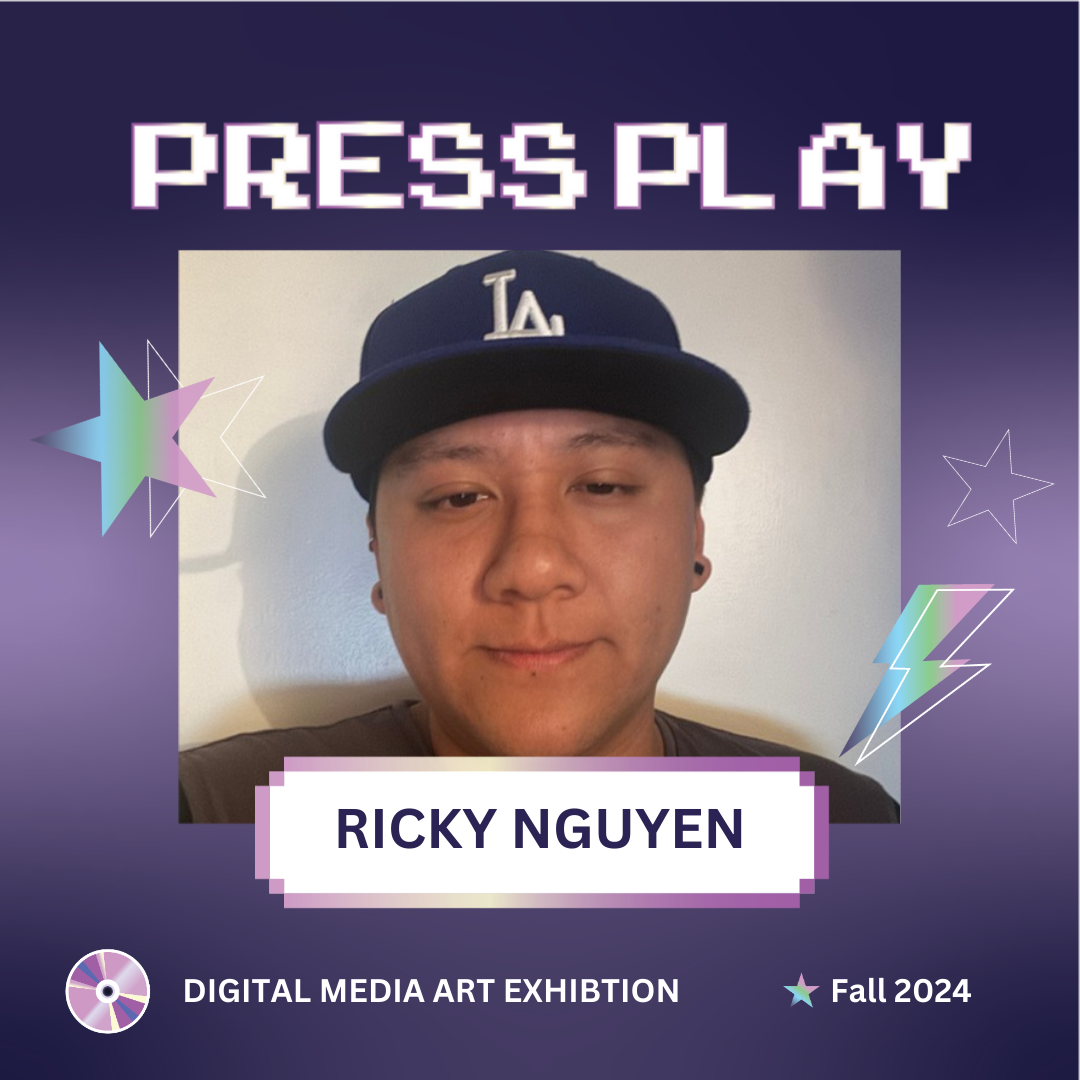 PRESS PLAY
LA
RICKY NGUYEN
DIGITAL MEDIA ART EXHIBTION
Fall 2024